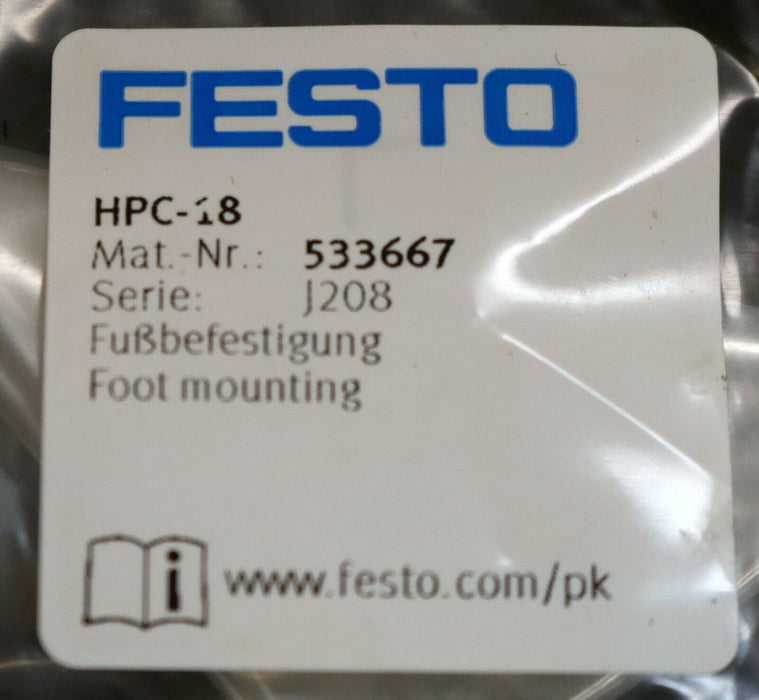 FESTO
HPC-18
Mat.-Nr.: 533667
Serie: J208
Fußbefestigung
Foot mounting
i www.festo.com/pk